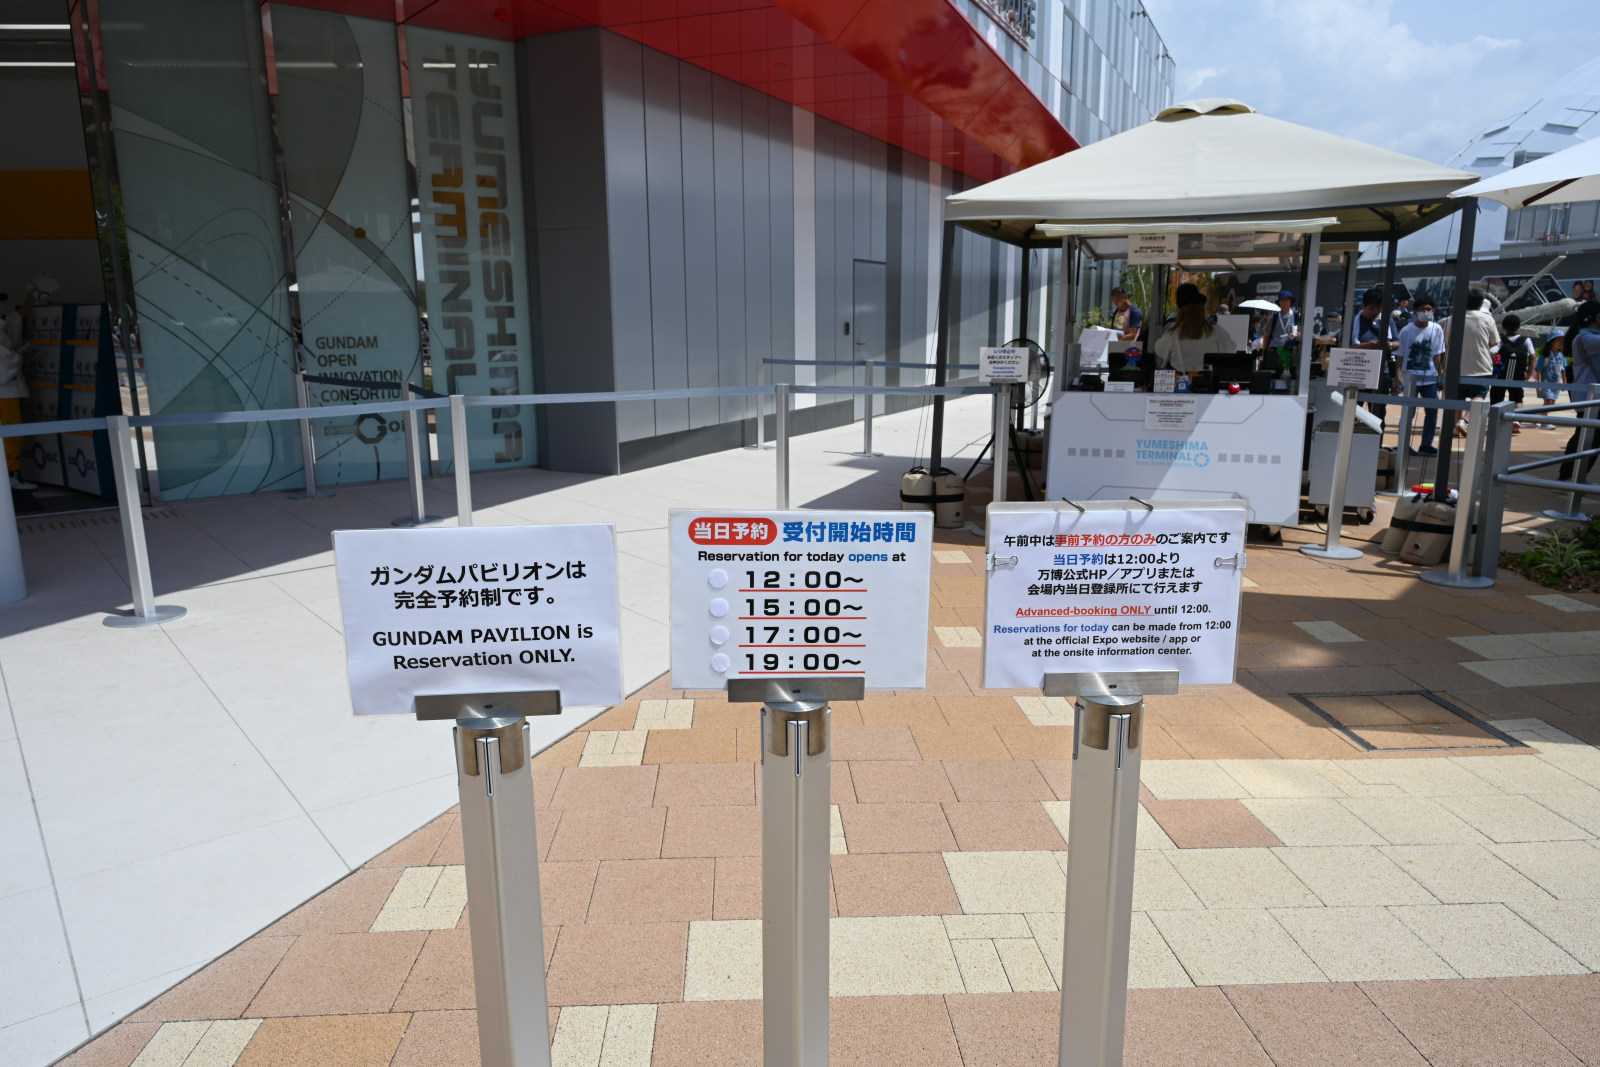 YUMESHIMA
TERMINAL
GUNDAM
OPEN
INNOVATION
CONSORTIU
ガンダムパビリオンは
完全予約制です。
GUNDAM PAVILION is
Reservation ONLY.
当日予約 受付開始時間
Reservation for today opens at
12：00～
15：00～
17：00～
19：00～
午前中は事前予約の方のみのご案内です
当日予約は12:00より
万博公式HP／アプリまたは
会場内当日登録所にて行えます
Advanced-booking ONLY until 12:00.
Reservations for today can be made from 12:00
at the official Expo website / app or
at the onsite information center.
YUMESHIMA
TERMINAL
レジ休止中